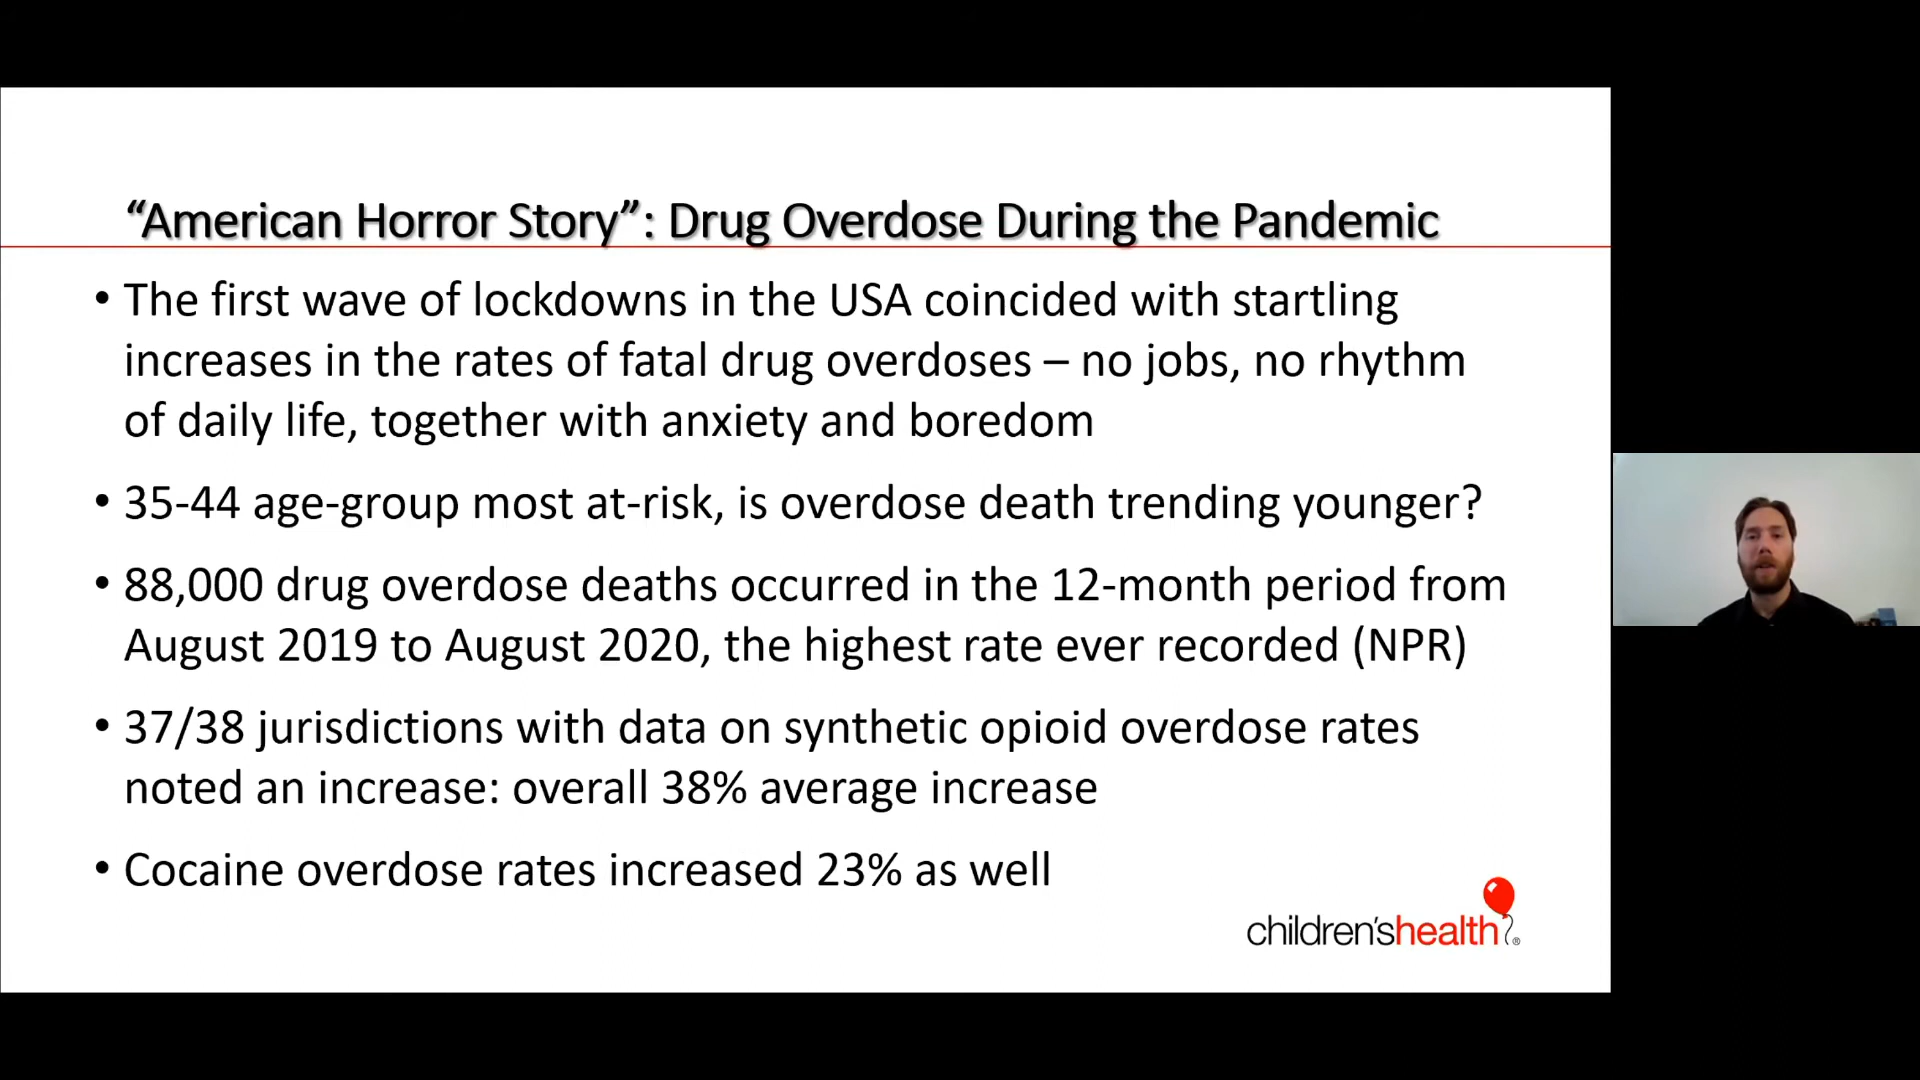 “American Horror Story”: Drug Overdose During the Pandemic
• The first wave of lockdowns in the USA coincided with startling
increases in the rates of fatal drug overdoses – no jobs, no rhythm
of daily life, together with anxiety and boredom
• 35-44 age-group most at-risk, is overdose death trending younger?
• 88,000 drug overdose deaths occurred in the 12-month period from
August 2019 to August 2020, the highest rate ever recorded (NPR)
• 37/38 jurisdictions with data on synthetic opioid overdose rates
noted an increase: overall 38% average increase
• Cocaine overdose rates increased 23% as well
children'shealth®